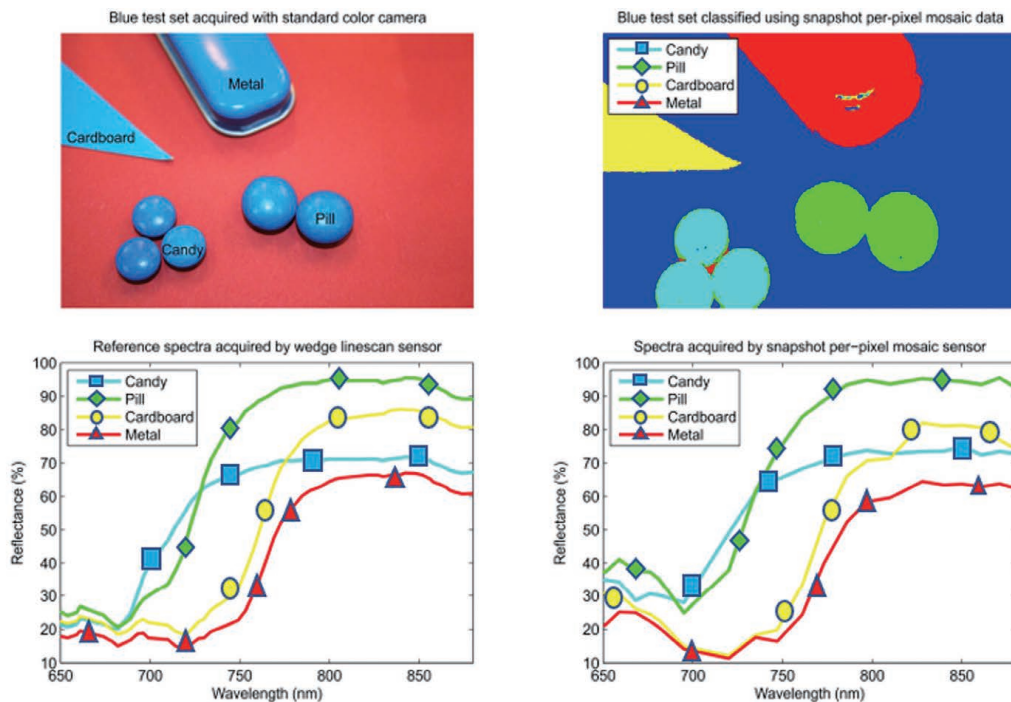 Blue test set acquired with standard color camera
Metal
Cardboard
Pill
Candy
Blue test set classified using snapshot per-pixel mosaic data
Candy
Pill
Cardboard
Metal
Reference spectra acquired by wedge linescan sensor
Candy
Pill
Cardboard
Metal
Reflectance (%)
100
90
80
70
60
50
40
30
20
10
650 700 750 800 850
Wavelength (nm)
Spectra acquired by snapshot per-pixel mosaic sensor
Candy
Pill
Cardboard
Metal
Reflectance (%)
100
90
80
70
60
50
40
30
20
10
650 700 750 800 850
Wavelength (nm)